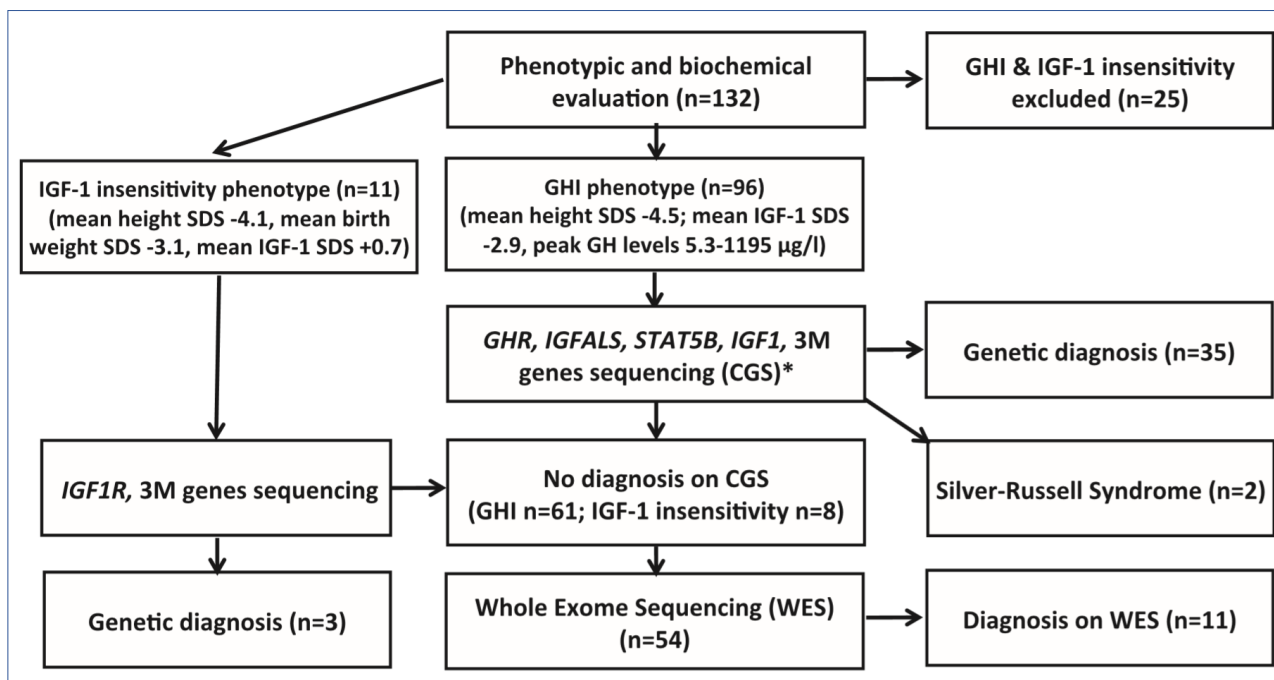 Phenotypic and biochemical
evaluation (n=132)
GHI & IGF-1 insensitivity
excluded (n=25)
IGF-1 insensitivity phenotype (n=11)
(mean height SDS -4.1, mean birth
weight SDS -3.1, mean IGF-1 SDS +0.7)
GHI phenotype (n=96)
(mean height SDS -4.5; mean IGF-1 SDS
-2.9, peak GH levels 5.3-1195 µg/l)
GHR, IGFALS, STAT5B, IGF1, 3M
genes sequencing (CGS)*
Genetic diagnosis (n=35)
IGF1R, 3M genes sequencing
No diagnosis on CGS
(GHI n=61; IGF-1 insensitivity n=8)
Silver-Russell Syndrome (n=2)
Genetic diagnosis (n=3)
Whole Exome Sequencing (WES)
(n=54)
Diagnosis on WES (n=11)